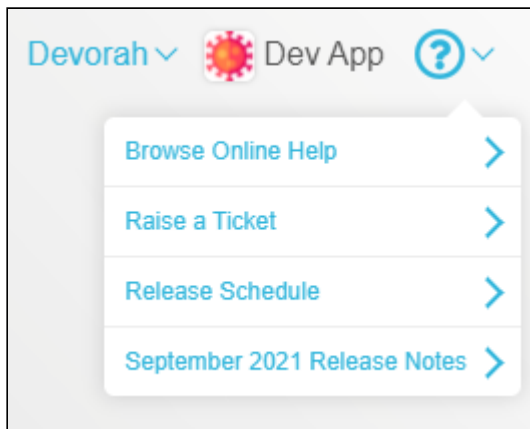 Devorah Dev App ?
Browse Online Help
Raise a Ticket
Release Schedule
September 2021 Release Notes